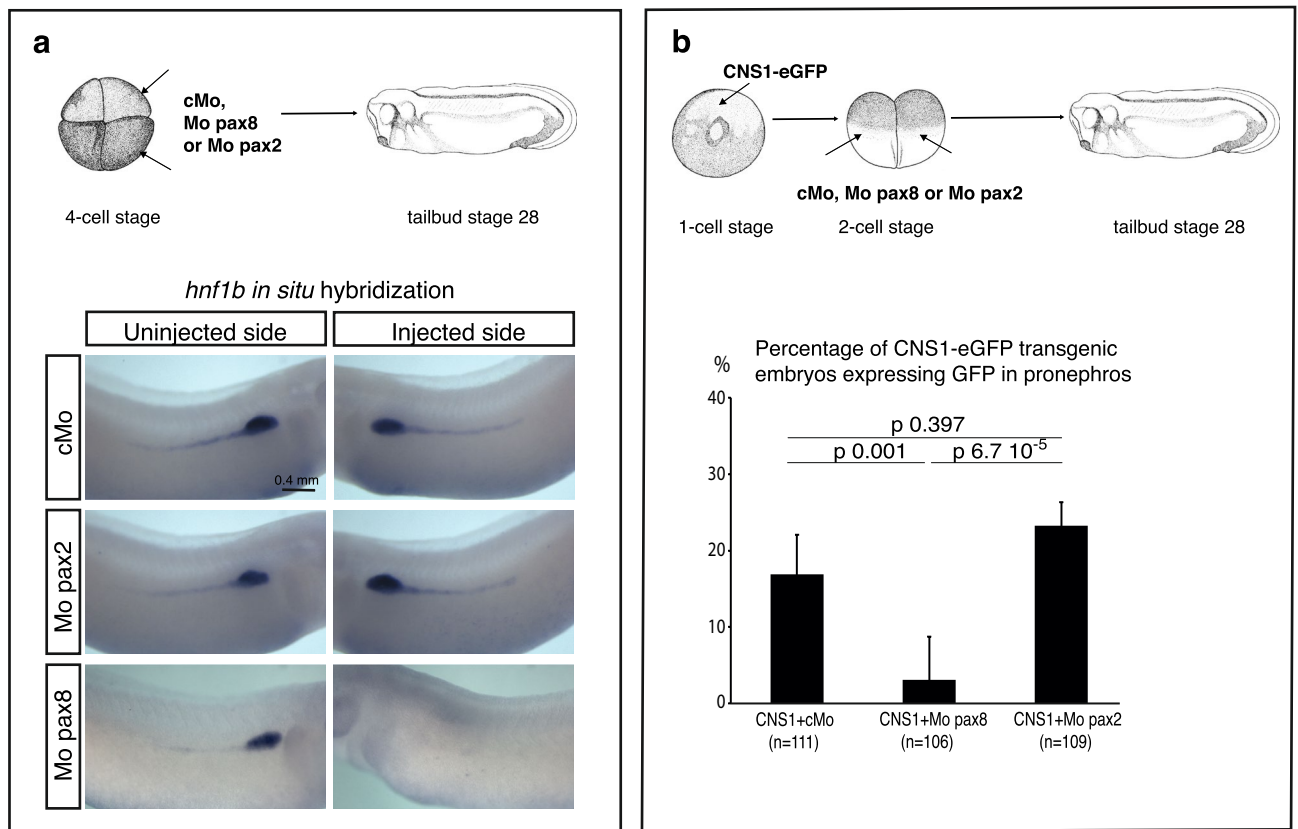 a
cMo,
Mo pax8
or Mo pax2
4-cell stage
tailbud stage 28
hnf1b in situ hybridization
Uninjected side
Injected side
cMo
0.4 mm
Mo pax2
Mo pax8
b
CNS1-eGFP
cMo, Mo pax8 or Mo pax2
1-cell stage
2-cell stage
tailbud stage 28
Percentage of CNS1-eGFP transgenic
embryos expressing GFP in pronephros
%
40
30
20
10
0
p 0.397
p 0.001
p 6.7 10-5
CNS1+cMo
(n=111)
CNS1+Mo pax8
(n=106)
CNS1+Mo pax2
(n=109)